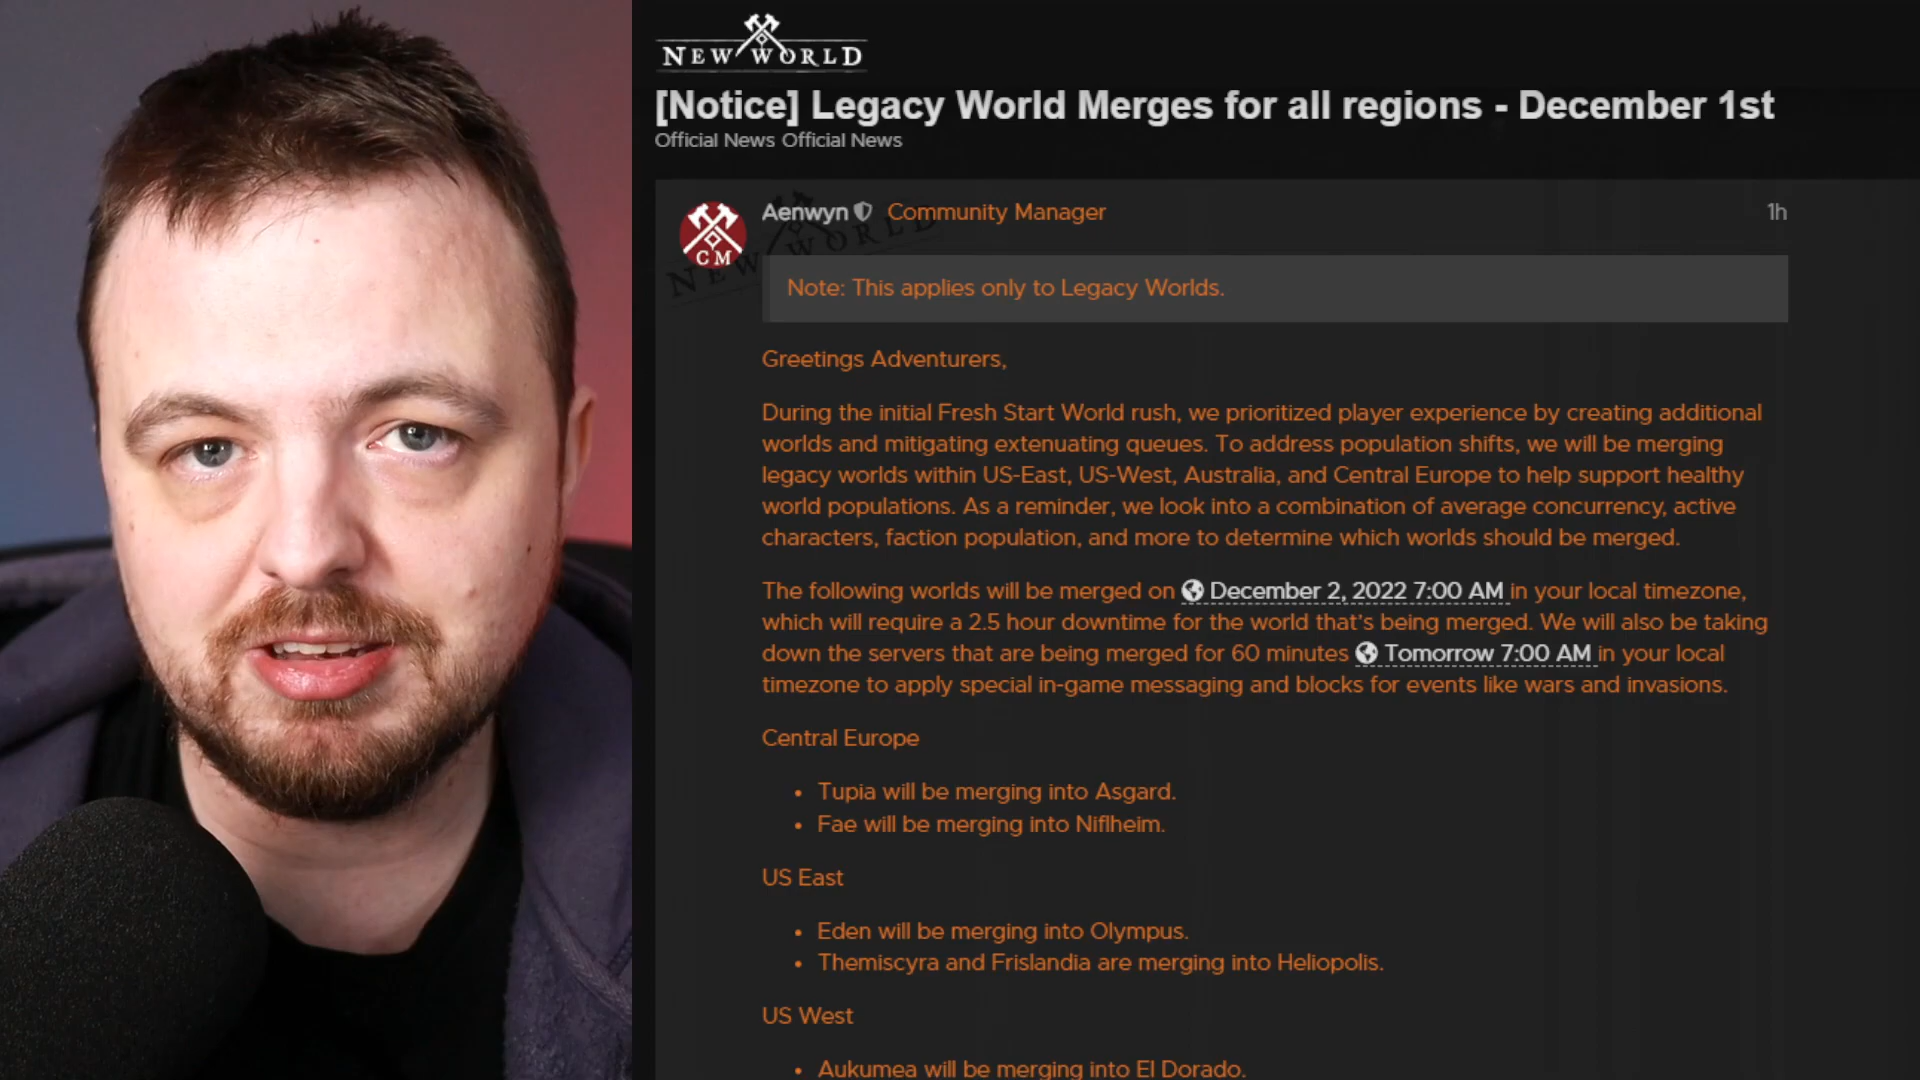 NEW WORLD
[Notice] Legacy World Merges for all regions - December 1st
Official News Official News
Aenwyn Community Manager 1h
CM
NEW WORLD
Note: This applies only to Legacy Worlds.
Greetings Adventurers,
During the initial Fresh Start World rush, we prioritized player experience by creating additional
worlds and mitigating extenuating queues. To address population shifts, we will be merging
legacy worlds within US-East, US-West, Australia, and Central Europe to help support healthy
world populations. As a reminder, we look into a combination of average concurrency, active
characters, faction population, and more to determine which worlds should be merged.
The following worlds will be merged on December 2, 2022 7:00 AM in your local timezone,
which will require a 2.5 hour downtime for the world that's being merged. We will also be taking
down the servers that are being merged for 60 minutes Tomorrow 7:00 AM in your local
timezone to apply special in-game messaging and blocks for events like wars and invasions.
Central Europe
• Tupia will be merging into Asgard.
• Fae will be merging into Niflheim.
US East
• Eden will be merging into Olympus.
• Themiscyra and Frislandia are merging into Heliopolis.
US West
• Aukumea will be merging into El Dorado.